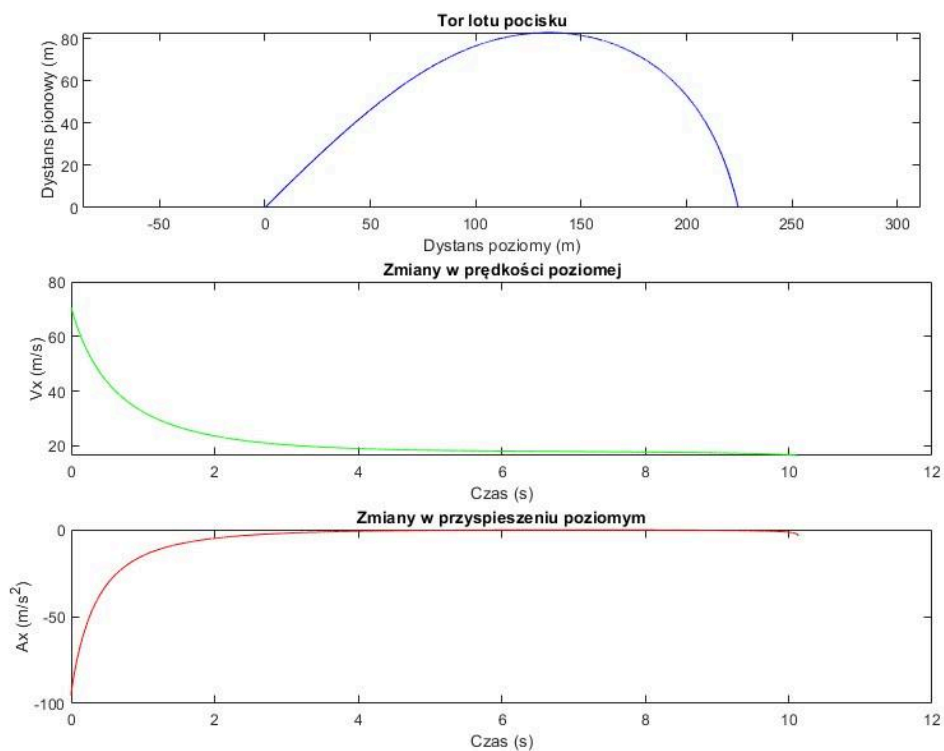 Tor lotu pocisku
Dystans pionowy (m)
80
60
40
20
0
-50 0 50 100 150 200 250 300
Dystans poziomy (m)
Zmiany w prędkości poziomej
Vx (m/s)
80
60
40
20
0 2 4 6 8 10 12
Czas (s)
Zmiany w przyspieszeniu poziomym
Ax (m/s²)
0
-50
-100
0 2 4 6 8 10 12
Czas (s)